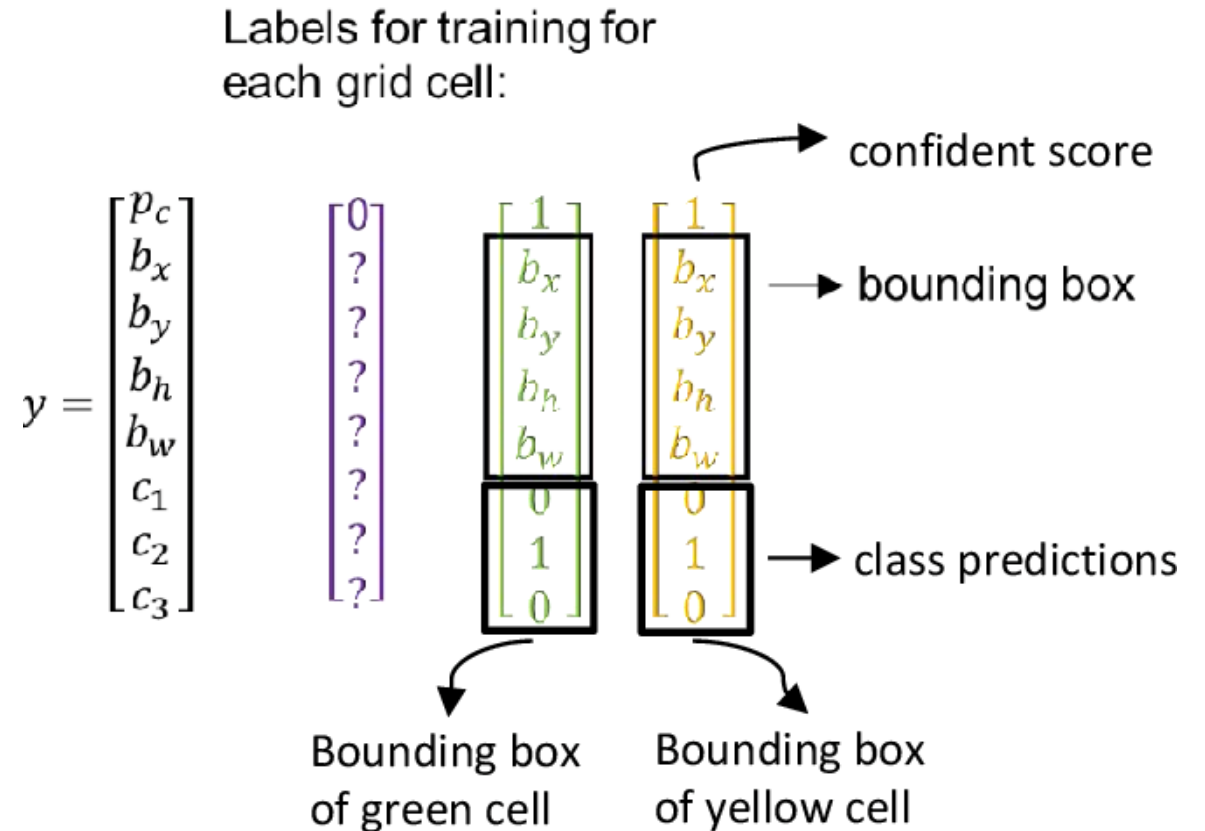 Labels for training for
each grid cell:
confident score
y =
p_c
b_x
b_y
b_h
b_w
c_1
c_2
c_3
0
?
?
?
?
?
?
?
1
b_x
b_y
b_h
b_w
0
1
0
1
b_x
b_y
b_h
b_w
0
1
0
bounding box
class predictions
Bounding box
of green cell
Bounding box
of yellow cell